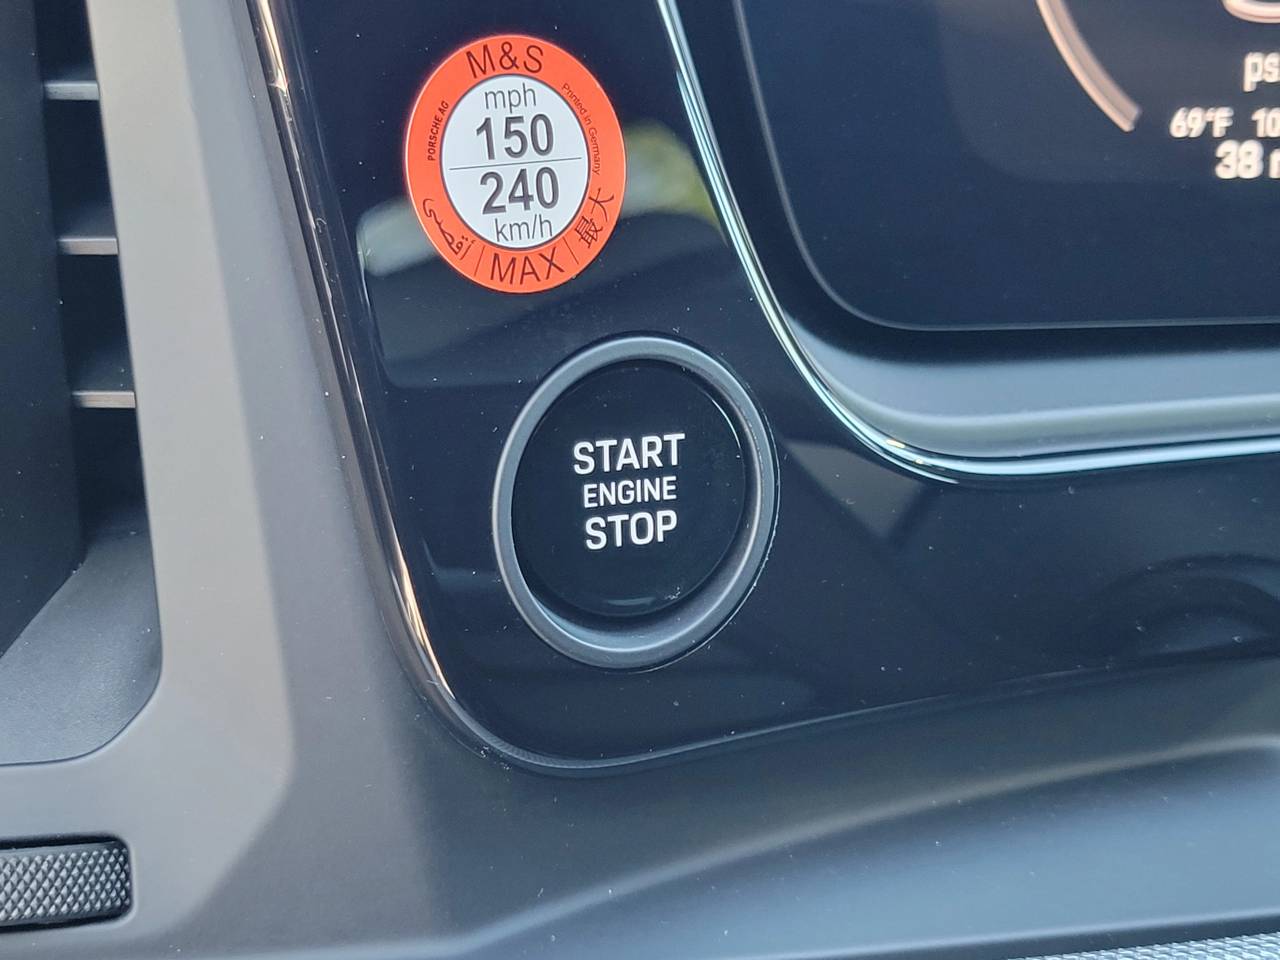 M&S
PORSCHE AG
Printed in Germany
mph
150
240
km/h
أقصى
MAX
最大
START
ENGINE
STOP
69°F
38